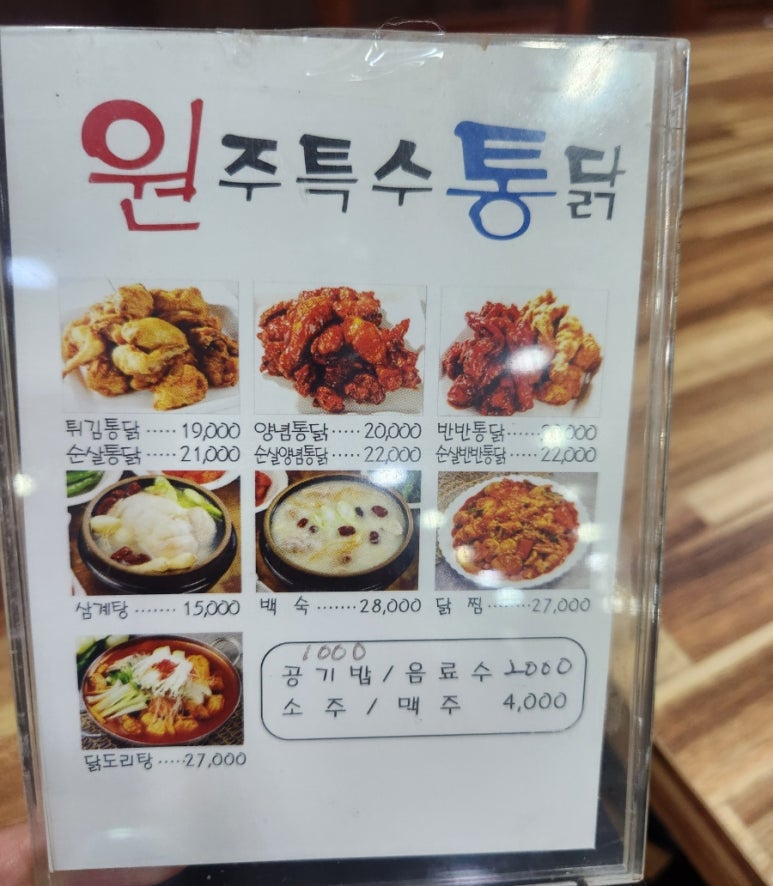 원주특수통닭
튀김통닭 ····· 19,000
순살통닭 ····· 21,000
양념통닭 ····· 20,000
순살양념통닭 ····· 22,000
반반통닭
순살반반통닭 ····· 22,000
삼계탕 ······· 15,000
백 숙 ······· 28,000
닭 찜 ······· 27,000
닭도리탕 ····· 27,000
1000
공 기 밥 / 음 료 수 2000
소 주 / 맥 주 4,000